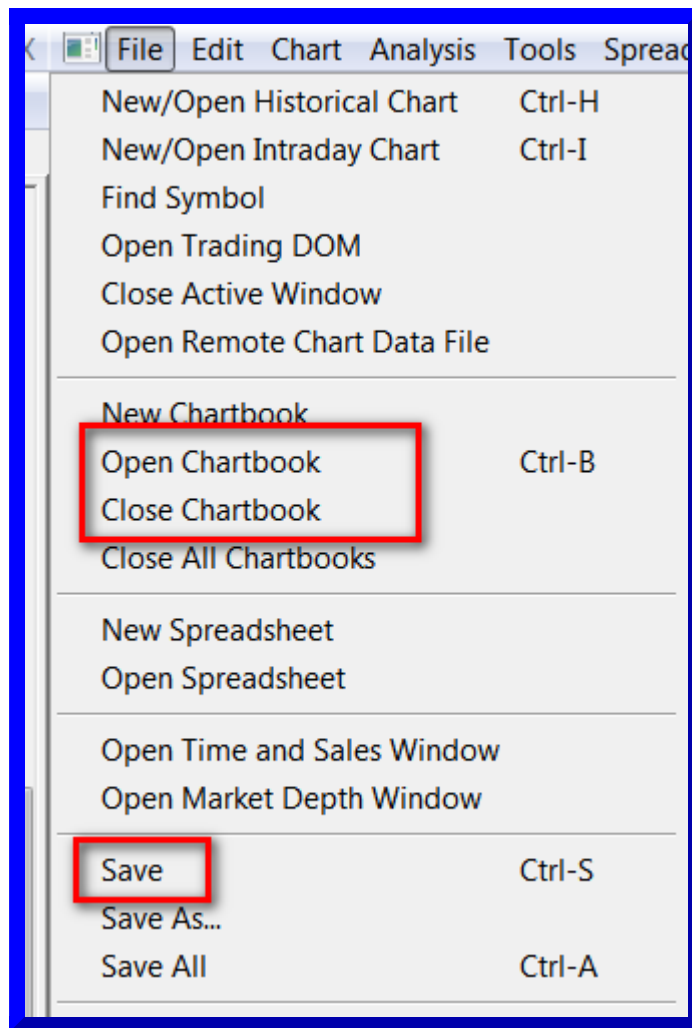 File Edit Chart Analysis Tools
New/Open Historical Chart Ctrl-H
New/Open Intraday Chart Ctrl-I
Find Symbol
Open Trading DOM
Close Active Window
Open Remote Chart Data File
New Chartbook
Open Chartbook Ctrl-B
Close Chartbook
Close All Chartbooks
New Spreadsheet
Open Spreadsheet
Open Time and Sales Window
Open Market Depth Window
Save Ctrl-S
Save As...
Save All Ctrl-A